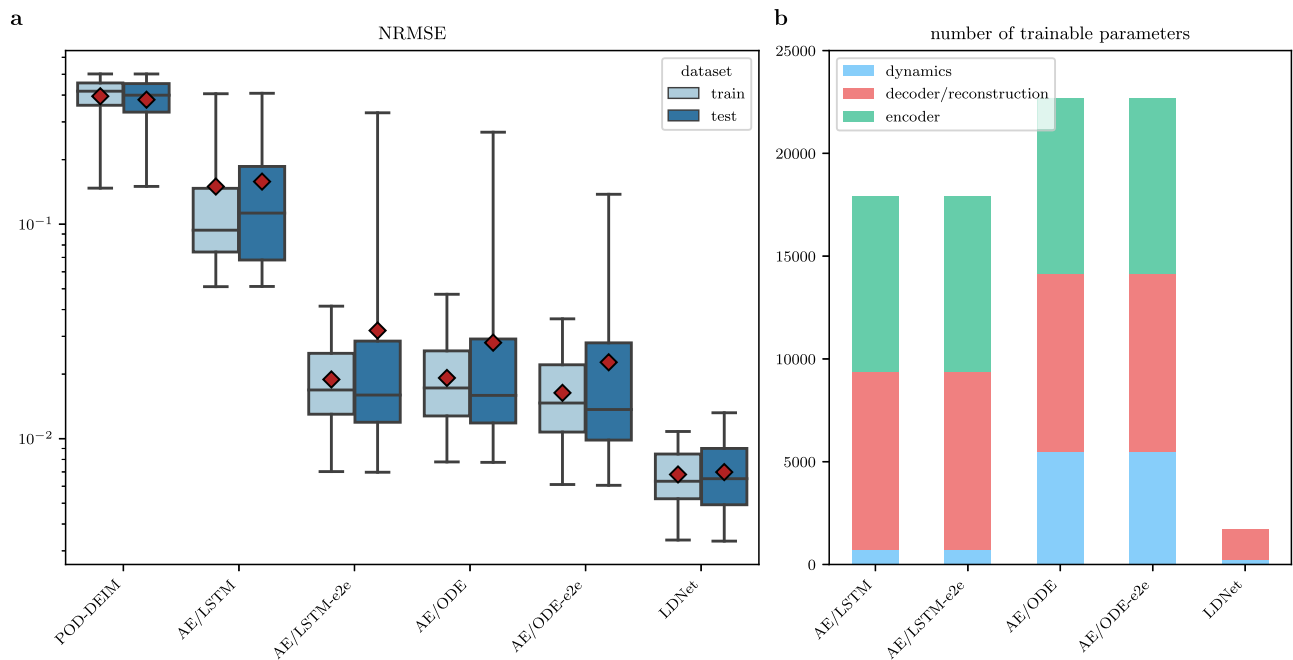 a
NRMSE
dataset
train
test
10⁻¹
10⁻²
POD-DEIM
AE/LSTM
AE/LSTM-e2e
AE/ODE
AE/ODE-e2e
LDNet
b
number of trainable parameters
dynamics
decoder/reconstruction
encoder
25000
20000
15000
10000
5000
0
AE/LSTM
AE/LSTM-e2e
AE/ODE
AE/ODE-e2e
LDNet